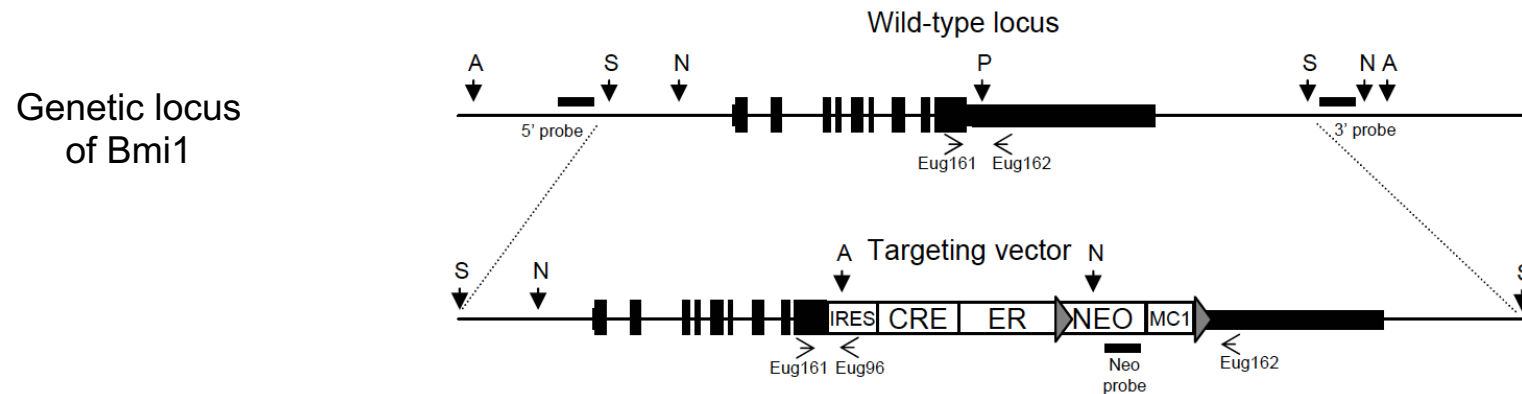 Genetic locus
of Bmi1
Wild-type locus
A S N P S N A
5' probe 3' probe
Eug161 Eug162
Targeting vector
S N A N S
IRES CRE ER NEO MC1
Eug161 Eug96 Neo probe Eug162